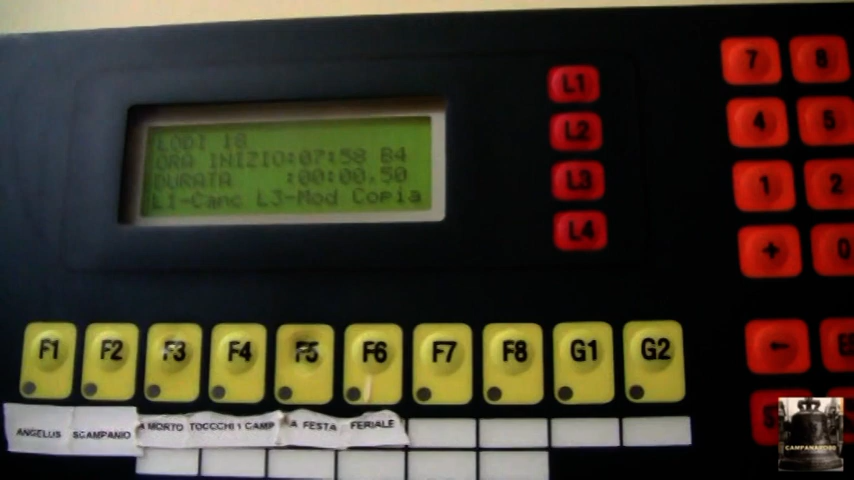 LODI 18
ORA INIZIO:07:58 B4
DURATA :00:00.50
L1-Canc L3-Mod Copia
L1
L2
L3
L4
7 8
4 5
1 2
+ 0
F1 F2 F3 F4 F5 F6 F7 F8 G1 G2
ANGELUS SCAMPANIO A MORTO TOCCCHI 1 CAMP A FESTA FERIALE